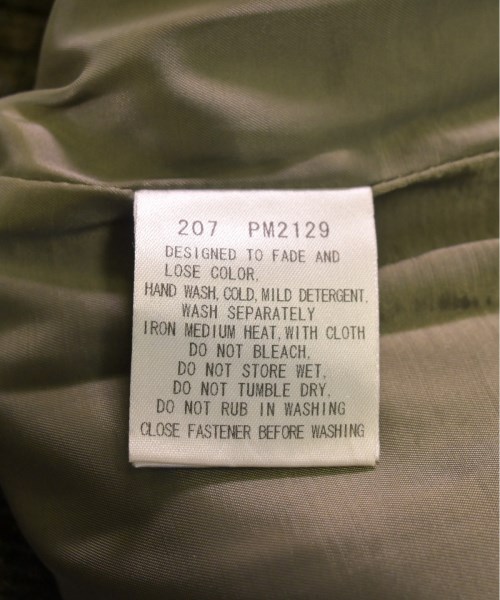 207 PM2129
DESIGNED TO FADE AND
LOSE COLOR.
HAND WASH, COLD, MILD DETERGENT.
WASH SEPARATELY
IRON MEDIUM HEAT, WITH CLOTH
DO NOT BLEACH.
DO NOT STORE WET.
DO NOT TUMBLE DRY.
DO NOT RUB IN WASHING
CLOSE FASTENER BEFORE WASHING